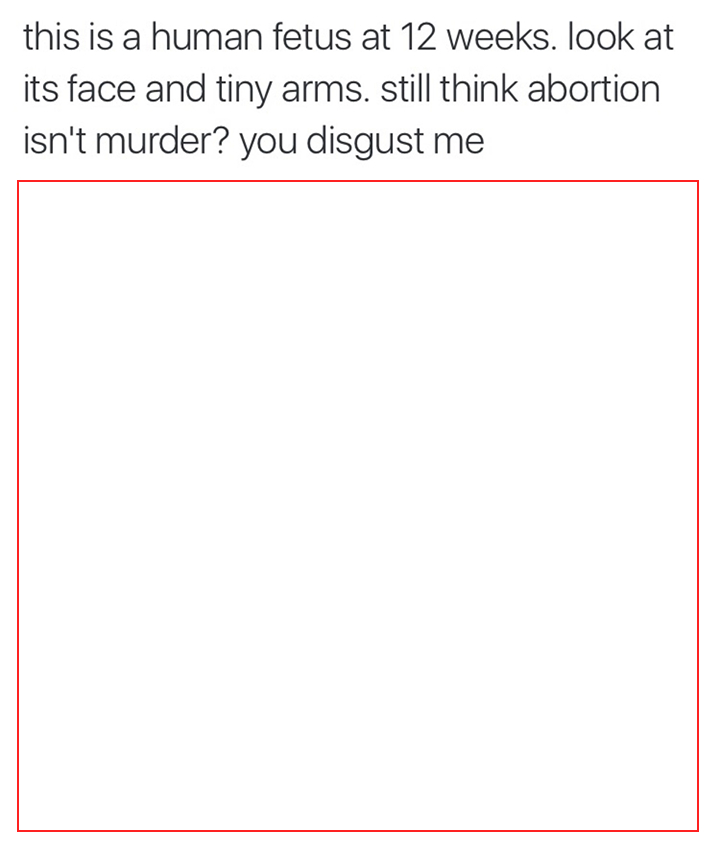 this is a human fetus at 12 weeks. look at
its face and tiny arms. still think abortion
isn't murder? you disgust me